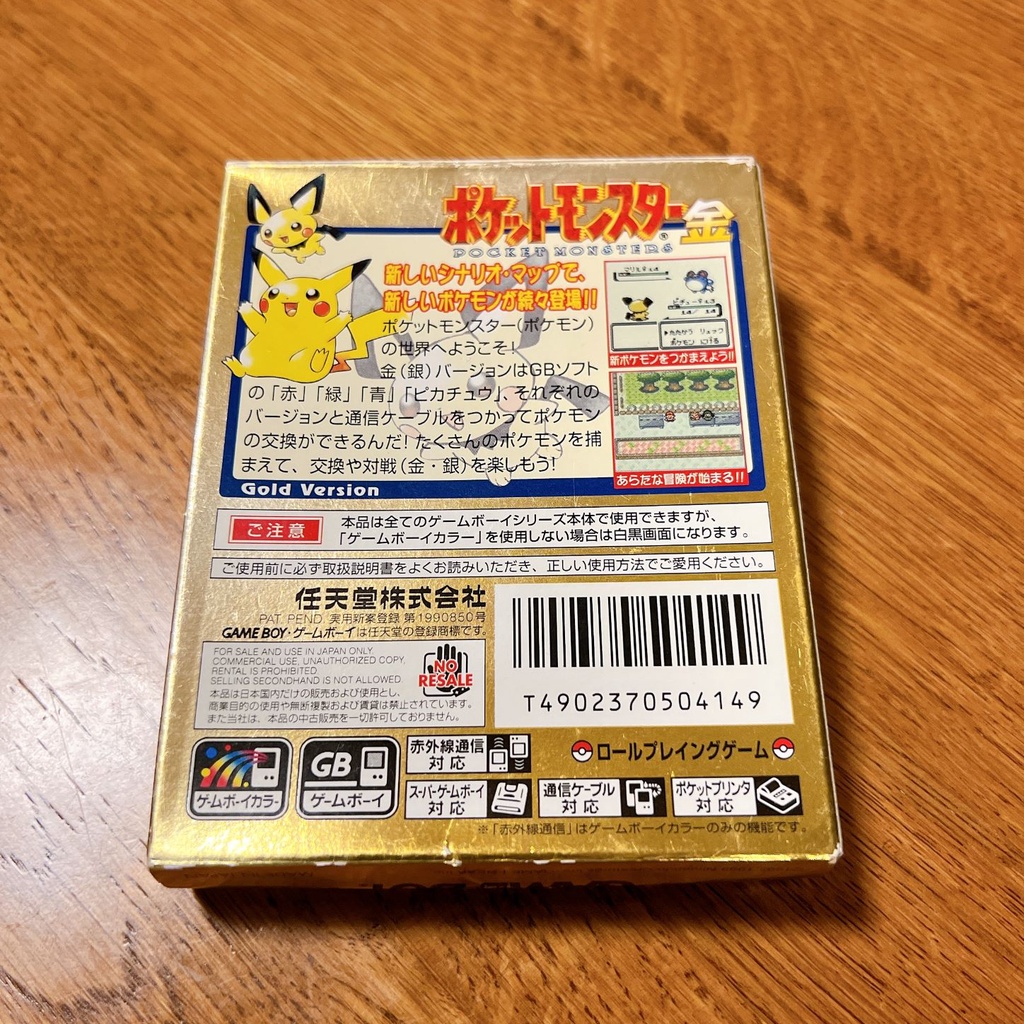 ポケットモンスター金
POCKET MONSTERS
新しいシナリオ・マップで、
新しいポケモンが続々登場!!
ポケットモンスター(ポケモン)
の世界へようこそ!
金(銀)バージョンはGBソフト
の「赤」「緑」「青」「ピカチュウ」それぞれの
バージョンと通信ケーブルをつかってポケモン
の交換ができるんだ!たくさんのポケモンを捕
まえて、交換や対戦(金・銀)を楽しもう!
Gold Version
たたかう リュック
ポケモン にげる
新ポケモンをつかまえよう!!
あらたな冒険が始まる!!
ご注意
本品は全てのゲームボーイシリーズ本体で使用できますが、
「ゲームボーイカラー」を使用しない場合は白黒画面になります。
ご使用前に必ず取扱説明書をよくお読みいただき、正しい使用方法でご愛用ください。
任天堂株式会社
PAT. PEND. 実用新案登録 第1990850号
GAME BOY・ゲームボーイは任天堂の登録商標です。
FOR SALE AND USE IN JAPAN ONLY.
COMMERCIAL USE, UNAUTHORIZED COPY,
RENTAL IS PROHIBITED.
SELLING SECONDHAND IS NOT ALLOWED.
本品は日本国内だけの販売および使用とし、
商業目的の使用や無断複製および賃貸は禁止されています。
また当社は、本品の中古販売を一切許可しておりません。
NO
RESALE
T4902370504149
ゲームボーイカラー
GB
ゲームボーイ
赤外線通信
対応
ロールプレイングゲーム
スーパーゲームボーイ
対応
通信ケーブル
対応
ポケットプリンタ
対応
※「赤外線通信」はゲームボーイカラーのみの機能です。